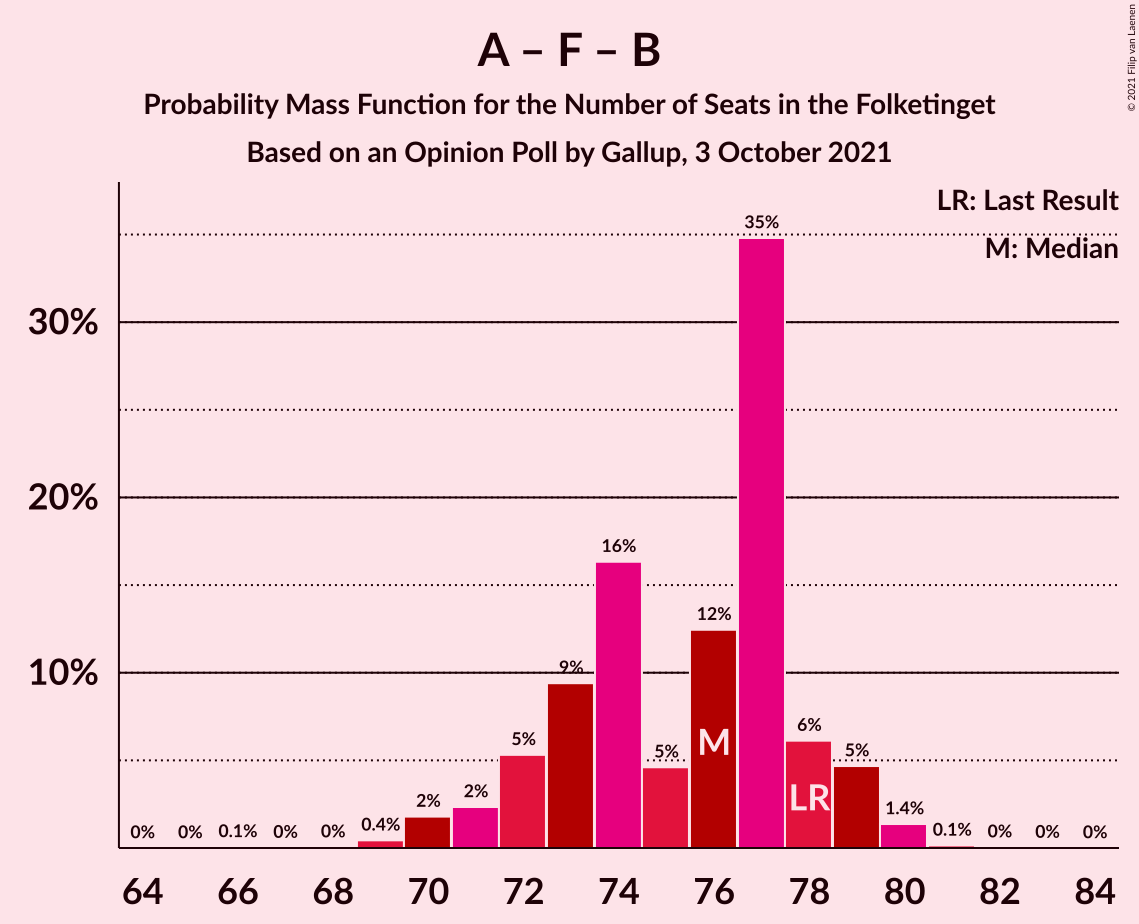 A – F – B
Probability Mass Function for the Number of Seats in the Folketinget
Based on an Opinion Poll by Gallup, 3 October 2021
© 2021 Filip van Laenen
LR: Last Result
M: Median
30%
20%
10%
0%
0%
0.1%
0%
0%
0.4%
2%
2%
5%
9%
16%
5%
12%
35%
6%
5%
1.4%
0.1%
0%
0%
0%
M
LR
64 66 68 70 72 74 76 78 80 82 84